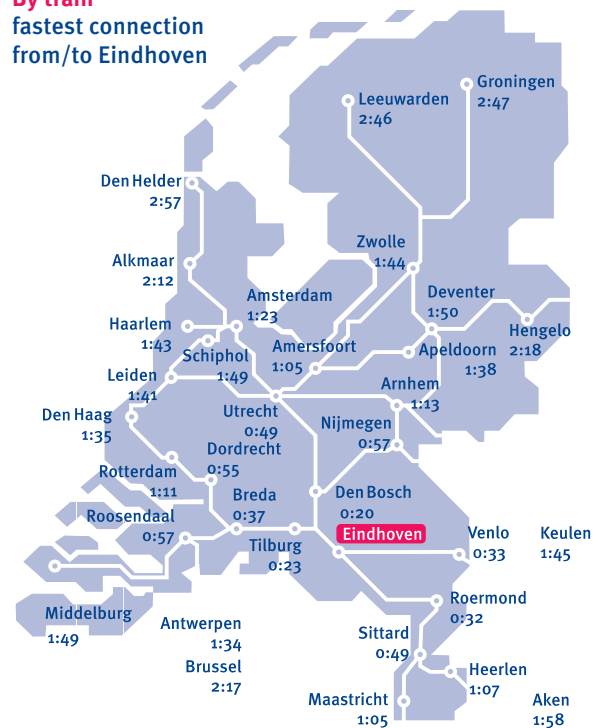 By train
fastest connection
from/to Eindhoven
Groningen
2:47
Leeuwarden
2:46
Den Helder
2:57
Zwolle
1:44
Alkmaar
2:12
Deventer
1:50
Amsterdam
1:23
Haarlem
1:43
Hengelo
2:18
Amersfoort
1:05
Apeldoorn
1:38
Schiphol
1:49
Leiden
1:41
Arnhem
1:13
Utrecht
0:49
Den Haag
1:35
Nijmegen
0:57
Dordrecht
0:55
Rotterdam
1:11
Breda
0:37
Den Bosch
0:20
Roosendaal
0:57
Eindhoven
Venlo
0:33
Keulen
1:45
Tilburg
0:23
Roermond
0:32
Middelburg
1:49
Antwerpen
1:34
Sittard
0:49
Brussel
2:17
Heerlen
1:07
Maastricht
1:05
Aken
1:58